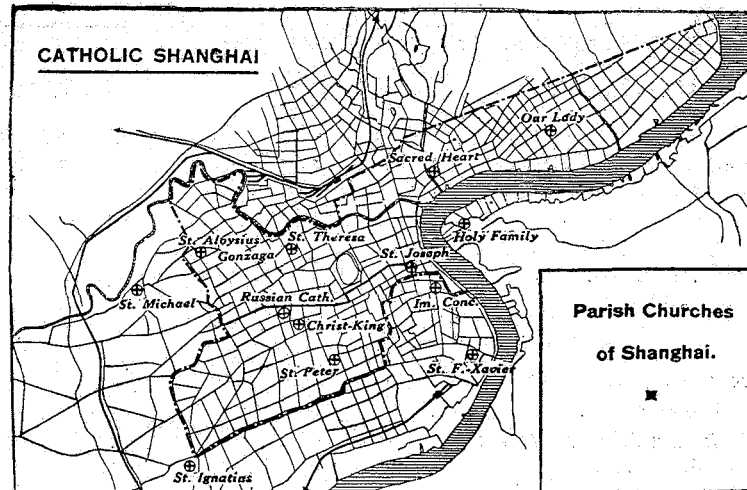 CATHOLIC SHANGHAI
Our Lady
Sacred Heart
St. Aloysius
Gonzaga
St. Theresa
Holy Family
St. Joseph
St. Michael
Russian Cath.
Im. Conc.
Christ-King
St. Peter
St. F.-Xavier
St. Ignatius
Parish Churches
of Shanghai.